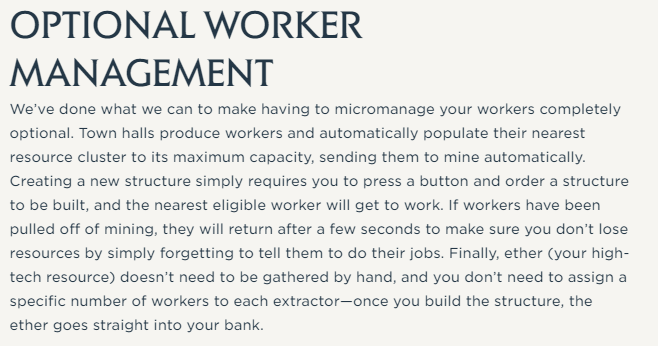 OPTIONAL WORKER
MANAGEMENT
We’ve done what we can to make having to micromanage your workers completely
optional. Town halls produce workers and automatically populate their nearest
resource cluster to its maximum capacity, sending them to mine automatically.
Creating a new structure simply requires you to press a button and order a structure
to be built, and the nearest eligible worker will get to work. If workers have been
pulled off of mining, they will return after a few seconds to make sure you don’t lose
resources by simply forgetting to tell them to do their jobs. Finally, ether (your high-
tech resource) doesn’t need to be gathered by hand, and you don’t need to assign a
specific number of workers to each extractor—once you build the structure, the
ether goes straight into your bank.